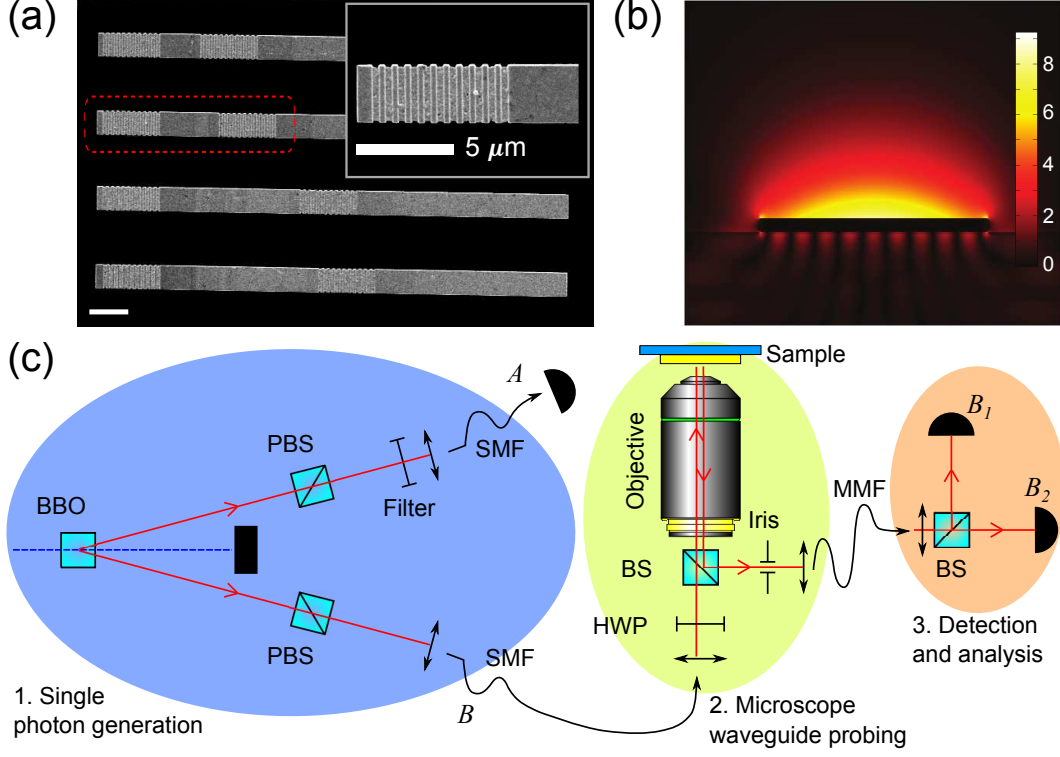 (a)
5 μm
(b)
8
6
4
2
0
(c)
A
SMF
PBS
Filter
BBO
PBS
SMF
B
1. Single
photon generation
Sample
Objective
Iris
BS
HWP
2. Microscope
waveguide probing
MMF
B1
B2
BS
3. Detection
and analysis